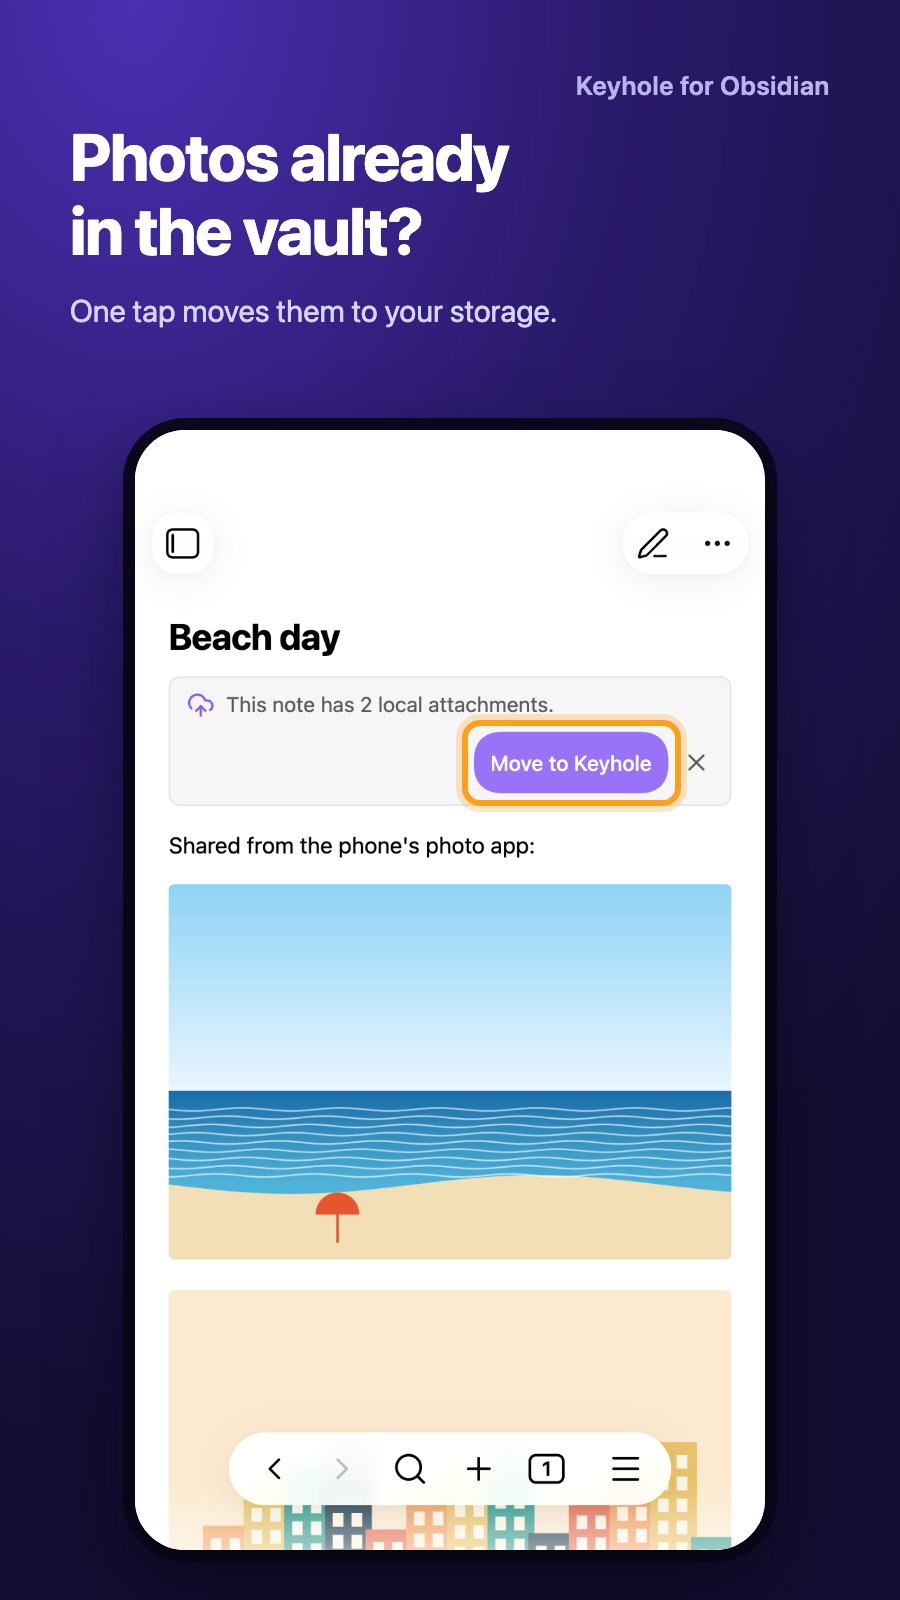 Keyhole for Obsidian
Photos already
in the vault?
One tap moves them to your storage.
Beach day
This note has 2 local attachments.
Move to Keyhole
Shared from the phone's photo app:
1